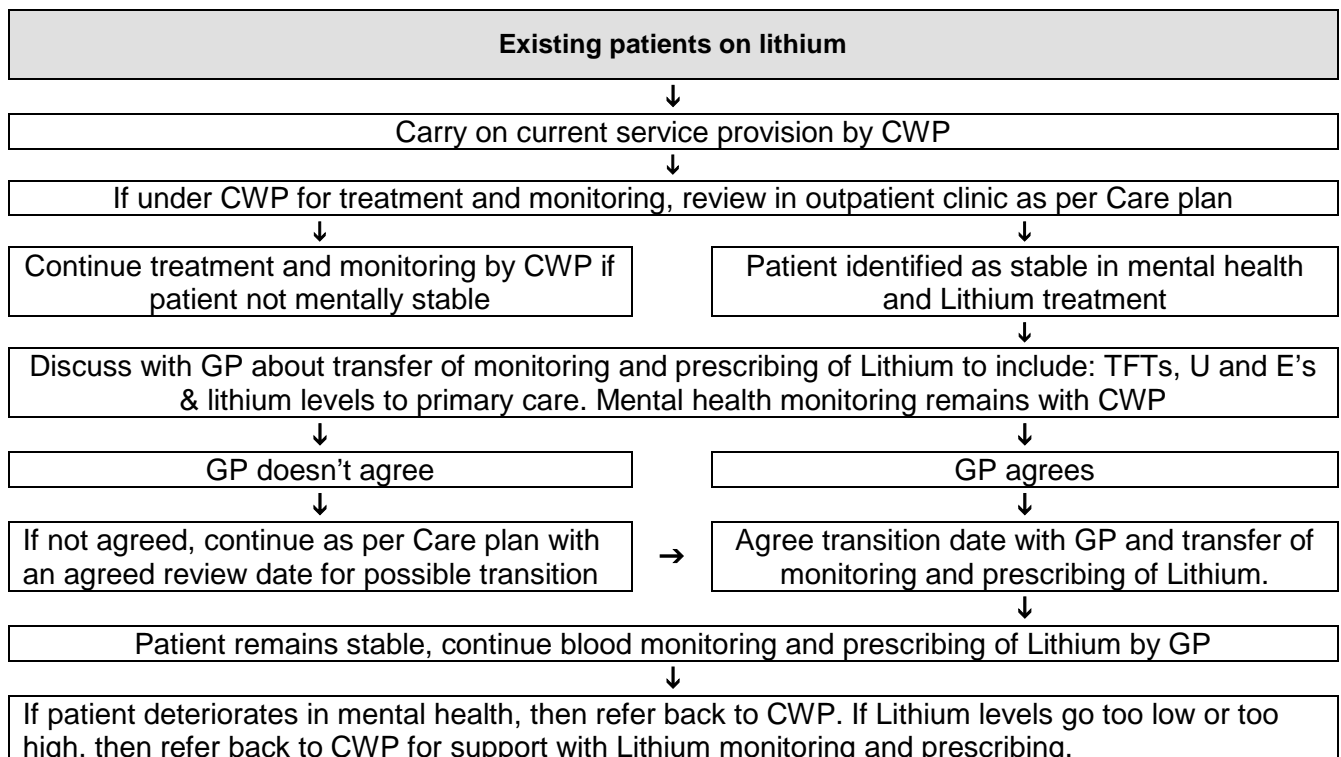 Existing patients on lithium
↓
Carry on current service provision by CWP
↓
If under CWP for treatment and monitoring, review in outpatient clinic as per Care plan
↓ ↓
Continue treatment and monitoring by CWP if
patient not mentally stable
Patient identified as stable in mental health
and Lithium treatment
↓
Discuss with GP about transfer of monitoring and prescribing of Lithium to include: TFTs, U and E's
& lithium levels to primary care. Mental health monitoring remains with CWP
↓ ↓
GP doesn't agree
GP agrees
↓ ↓
If not agreed, continue as per Care plan with
an agreed review date for possible transition
→
Agree transition date with GP and transfer of
monitoring and prescribing of Lithium.
↓
Patient remains stable, continue blood monitoring and prescribing of Lithium by GP
↓
If patient deteriorates in mental health, then refer back to CWP. If Lithium levels go too low or too
high, then refer back to CWP for support with Lithium monitoring and prescribing.